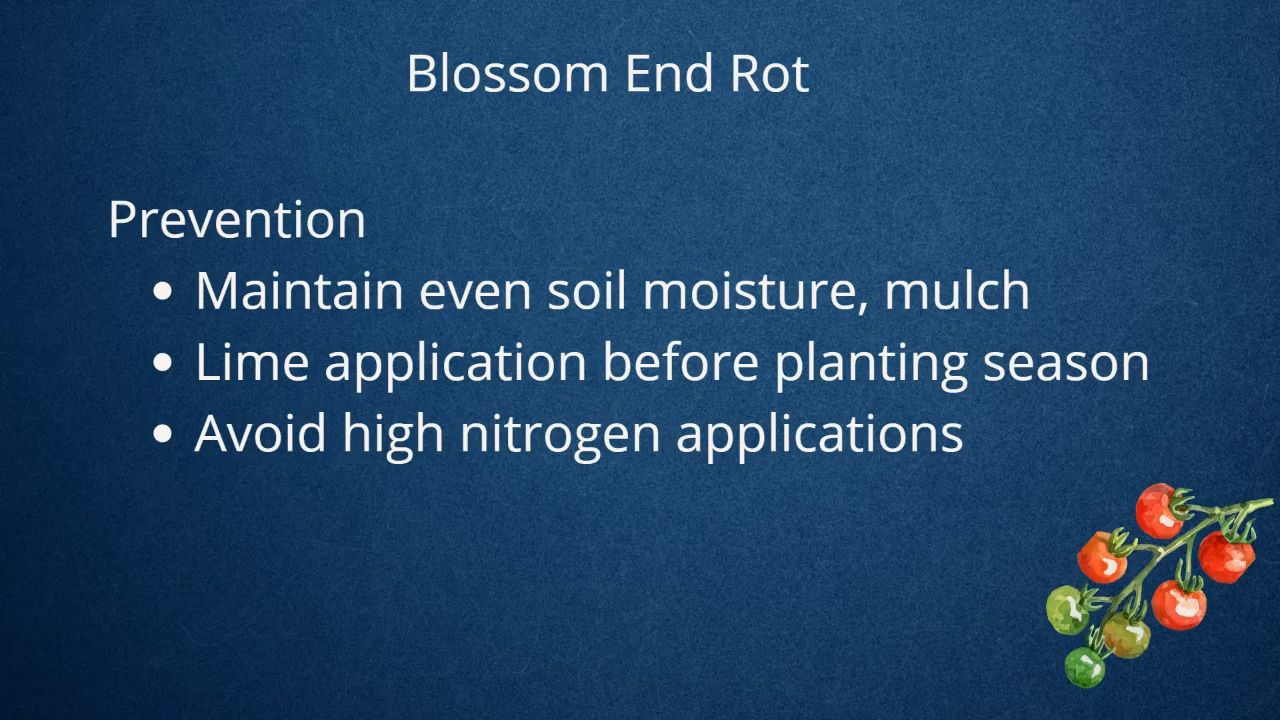 Blossom End Rot
Prevention
• Maintain even soil moisture, mulch
• Lime application before planting season
• Avoid high nitrogen applications